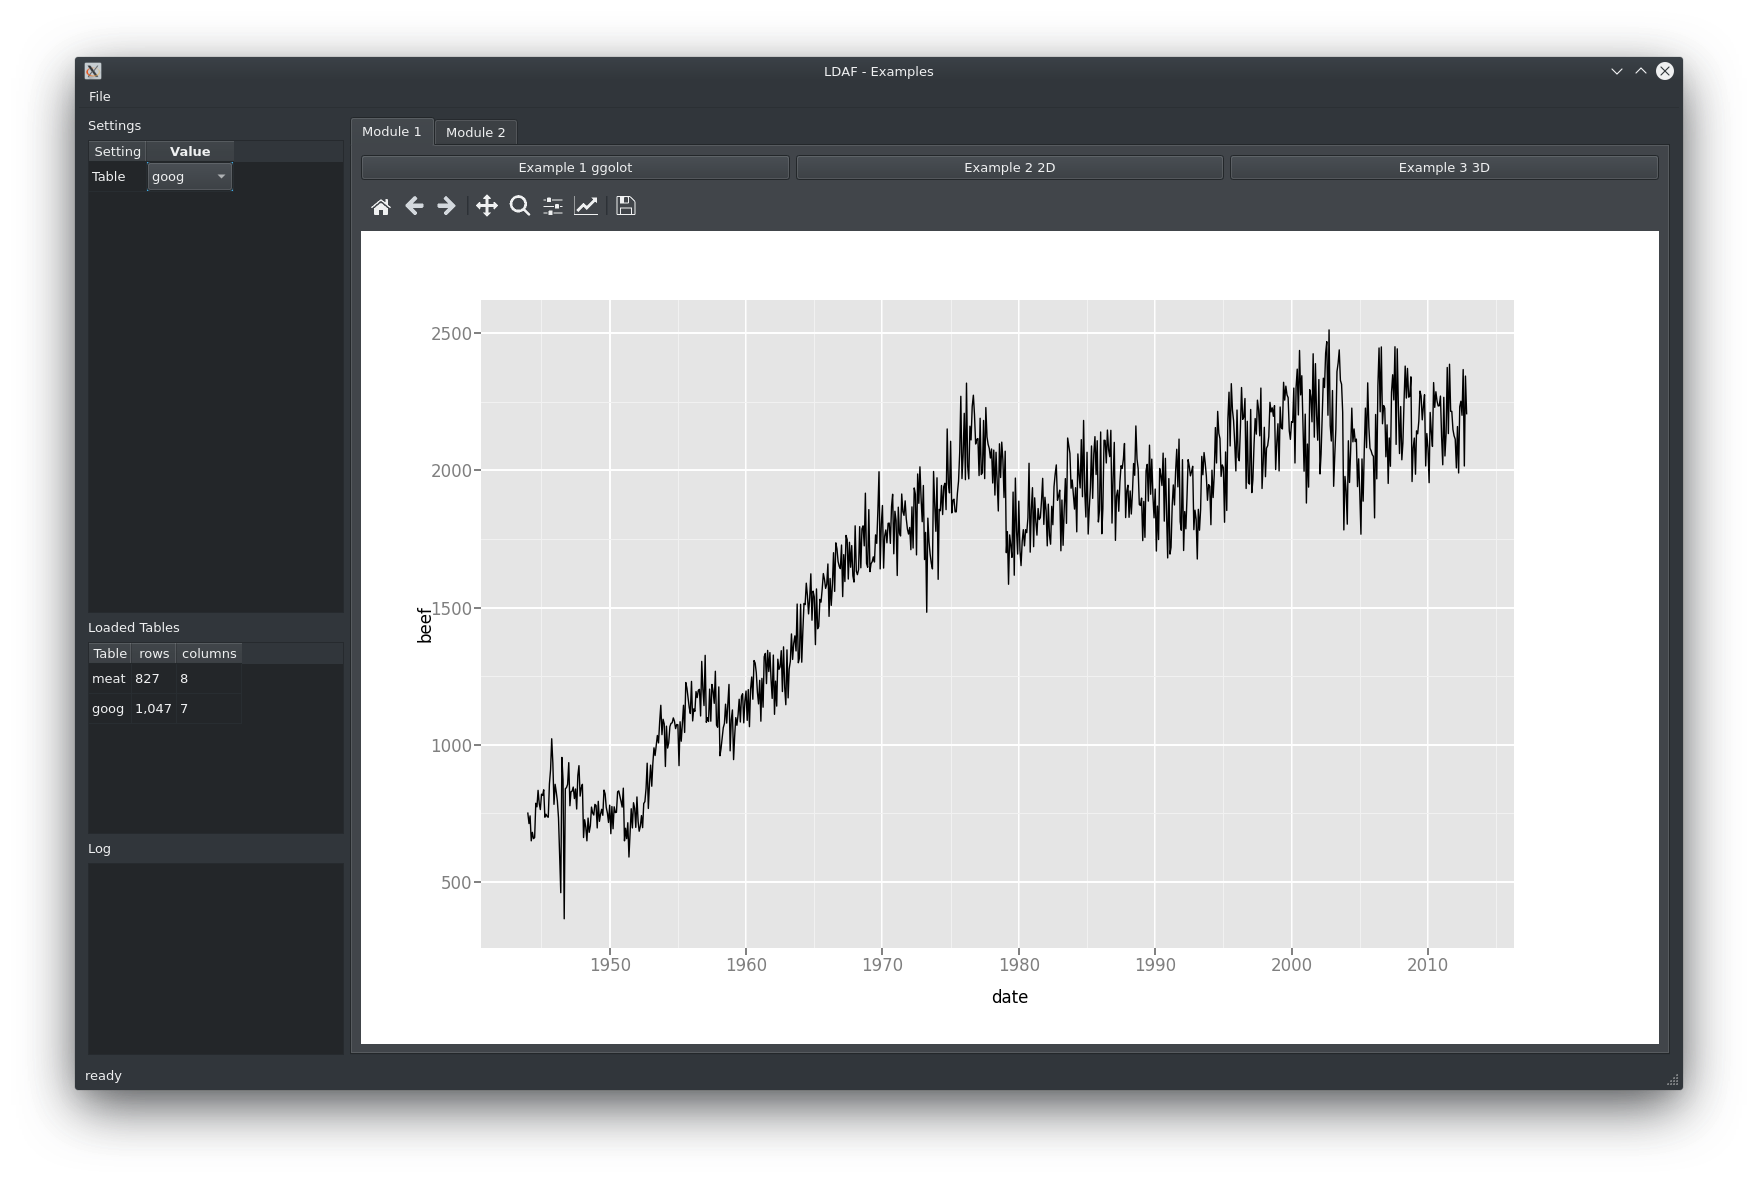 LDAF - Examples
File
Settings
Setting Value
Table goog
Loaded Tables
Table rows columns
meat 827 8
goog 1,047 7
Log
ready
Module 1 Module 2
Example 1 ggolot Example 2 2D Example 3 3D
2500
2000
1500
1000
500
beef
1950 1960 1970 1980 1990 2000 2010
date